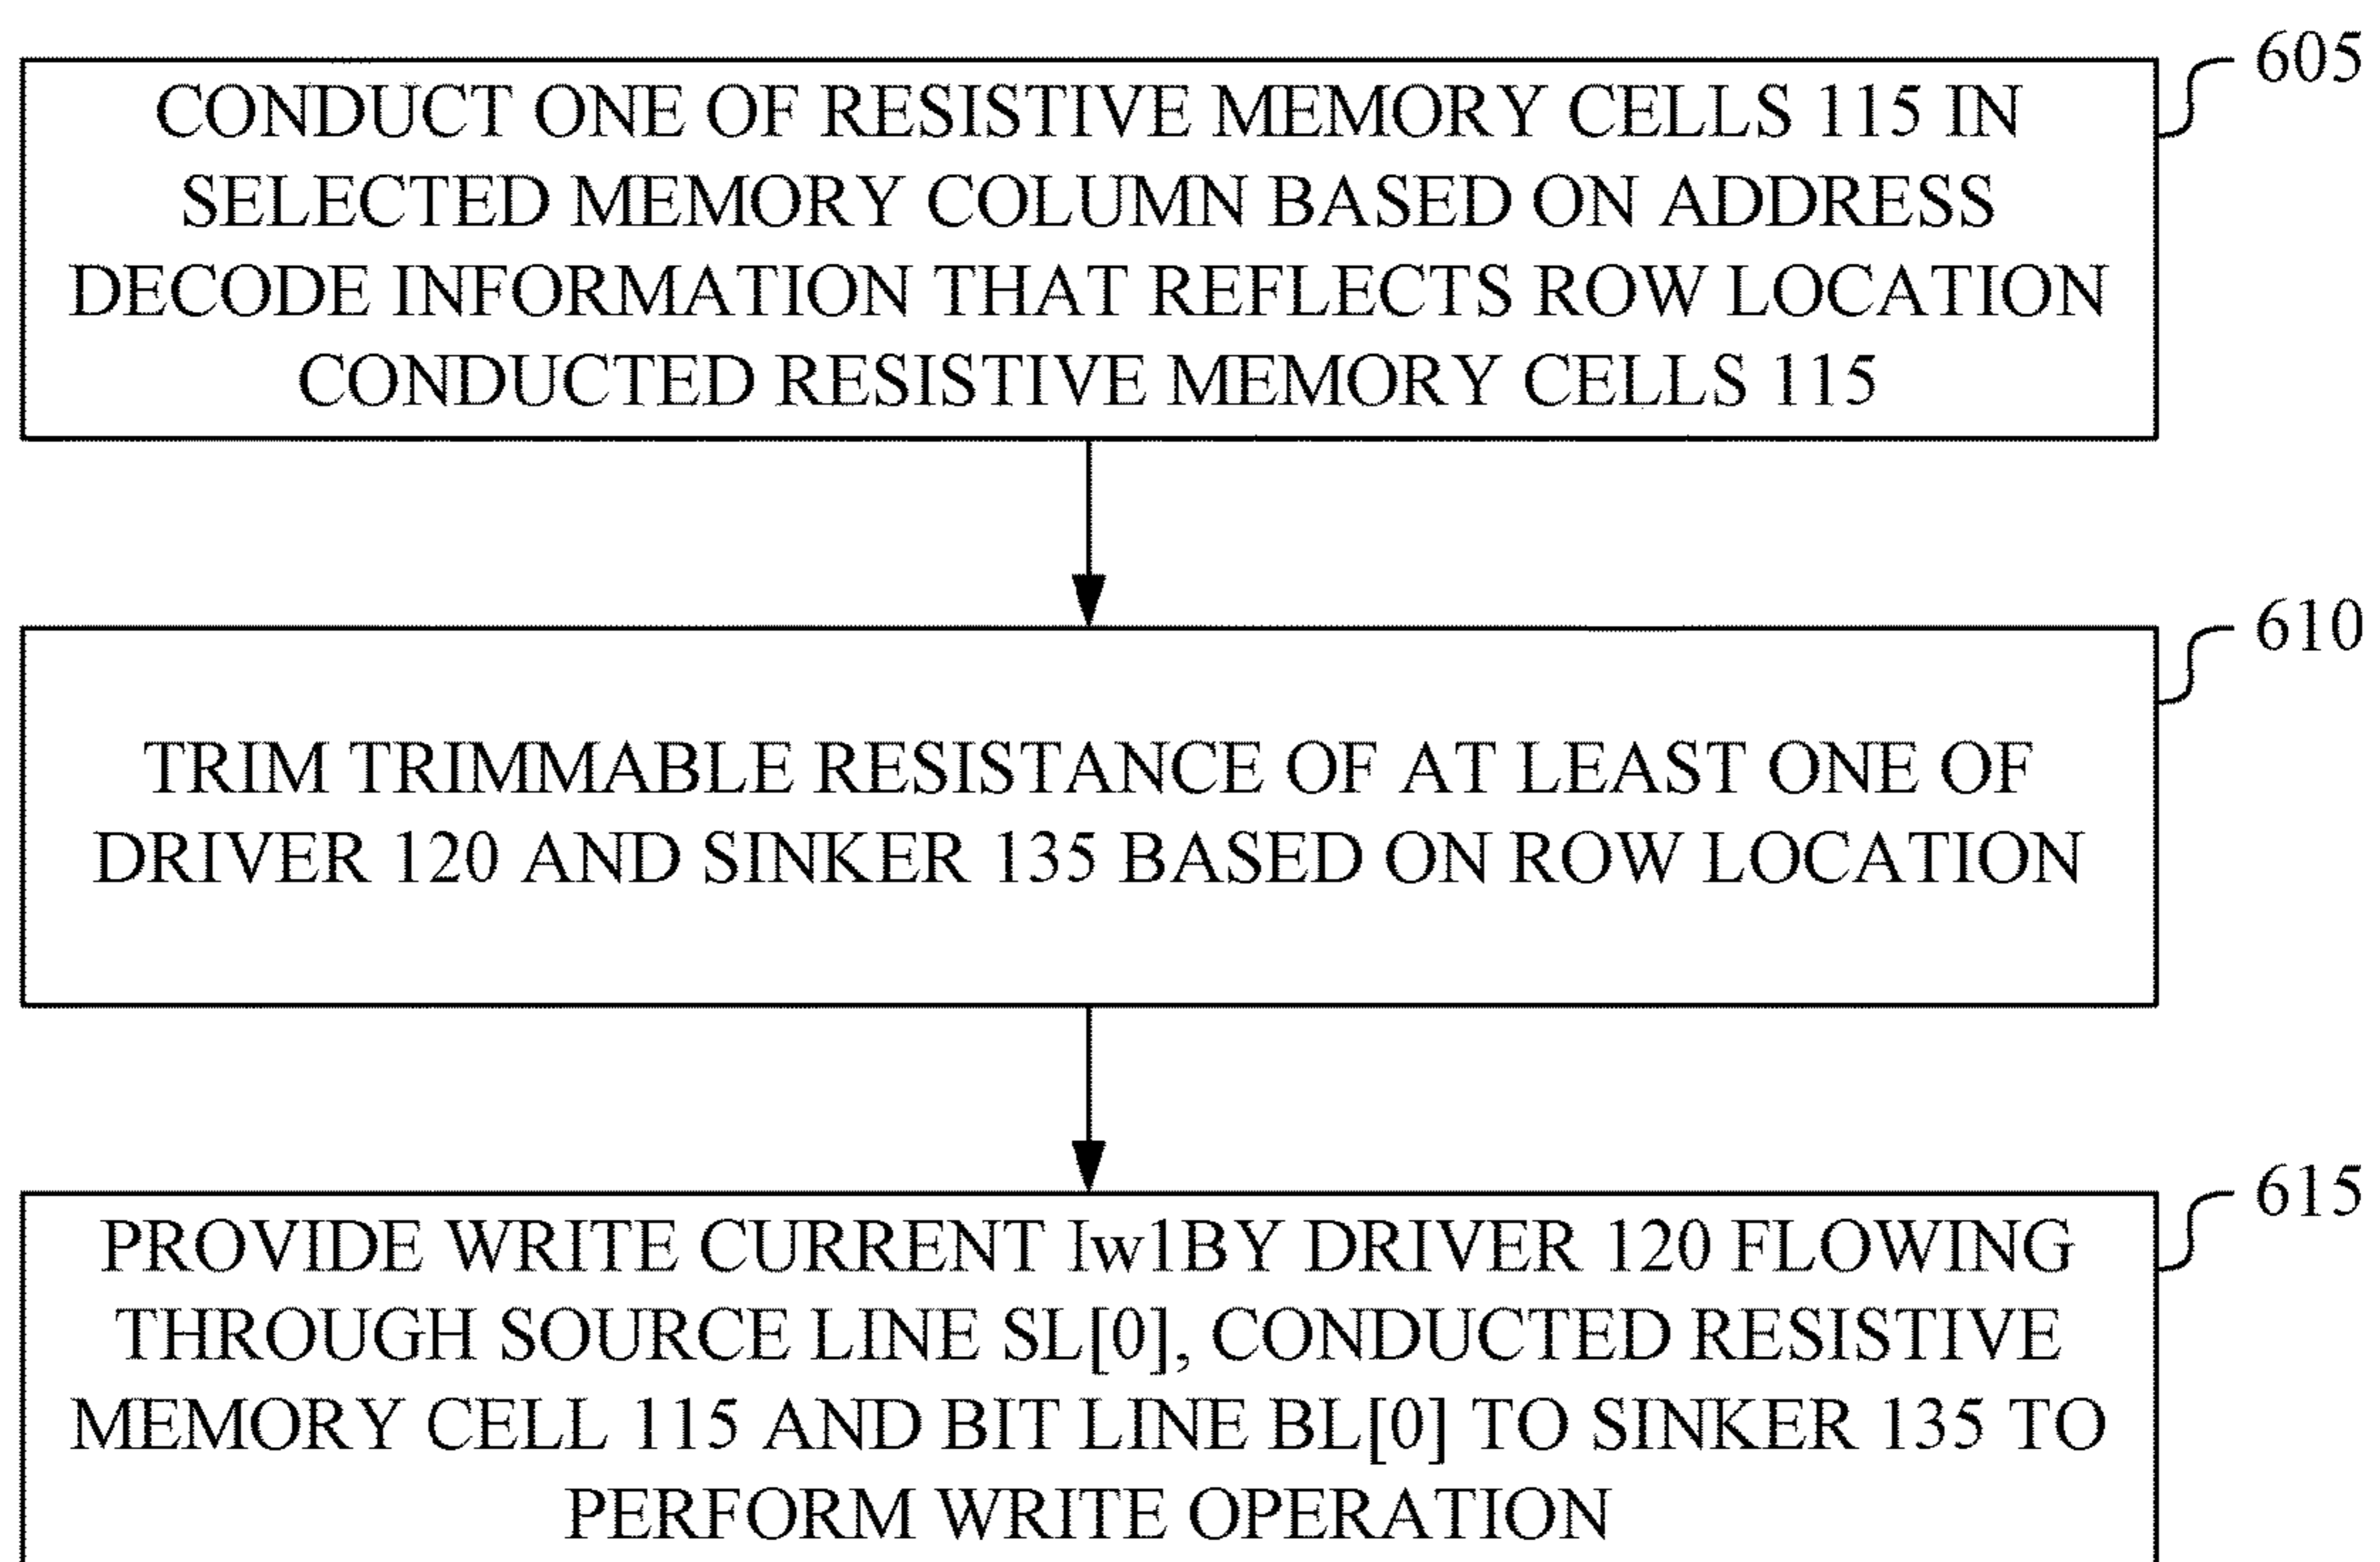 605
CONDUCT ONE OF RESISTIVE MEMORY CELLS 115 IN
SELECTED MEMORY COLUMN BASED ON ADDRESS
DECODE INFORMATION THAT REFLECTS ROW LOCATION
CONDUCTED RESISTIVE MEMORY CELLS 115
610
TRIM TRIMMABLE RESISTANCE OF AT LEAST ONE OF
DRIVER 120 AND SINKER 135 BASED ON ROW LOCATION
615
PROVIDE WRITE CURRENT Iw1BY DRIVER 120 FLOWING
THROUGH SOURCE LINE SL[0], CONDUCTED RESISTIVE
MEMORY CELL 115 AND BIT LINE BL[0] TO SINKER 135 TO
PERFORM WRITE OPERATION